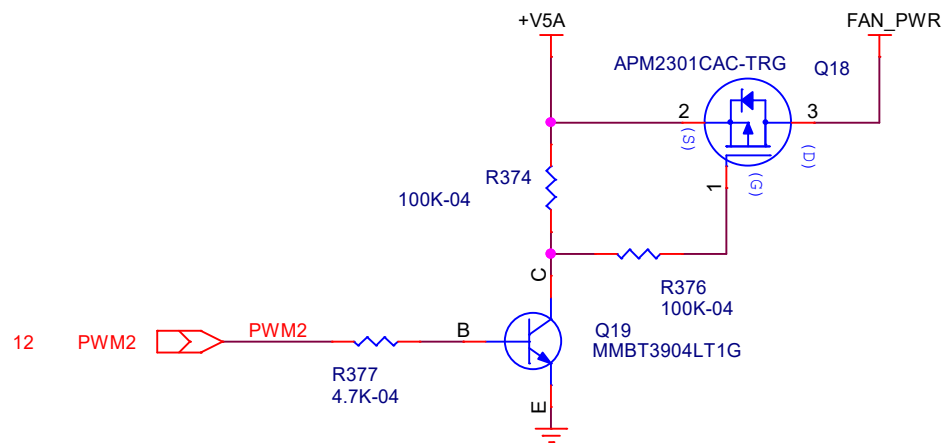 +V5A
FAN_PWR
APM2301CAC-TRG
Q18
2
3
(S)
(D)
1
(G)
R374
100K-04
C
R376
100K-04
12 PWM2
PWM2
B
Q19
MMBT3904LT1G
R377
4.7K-04
E